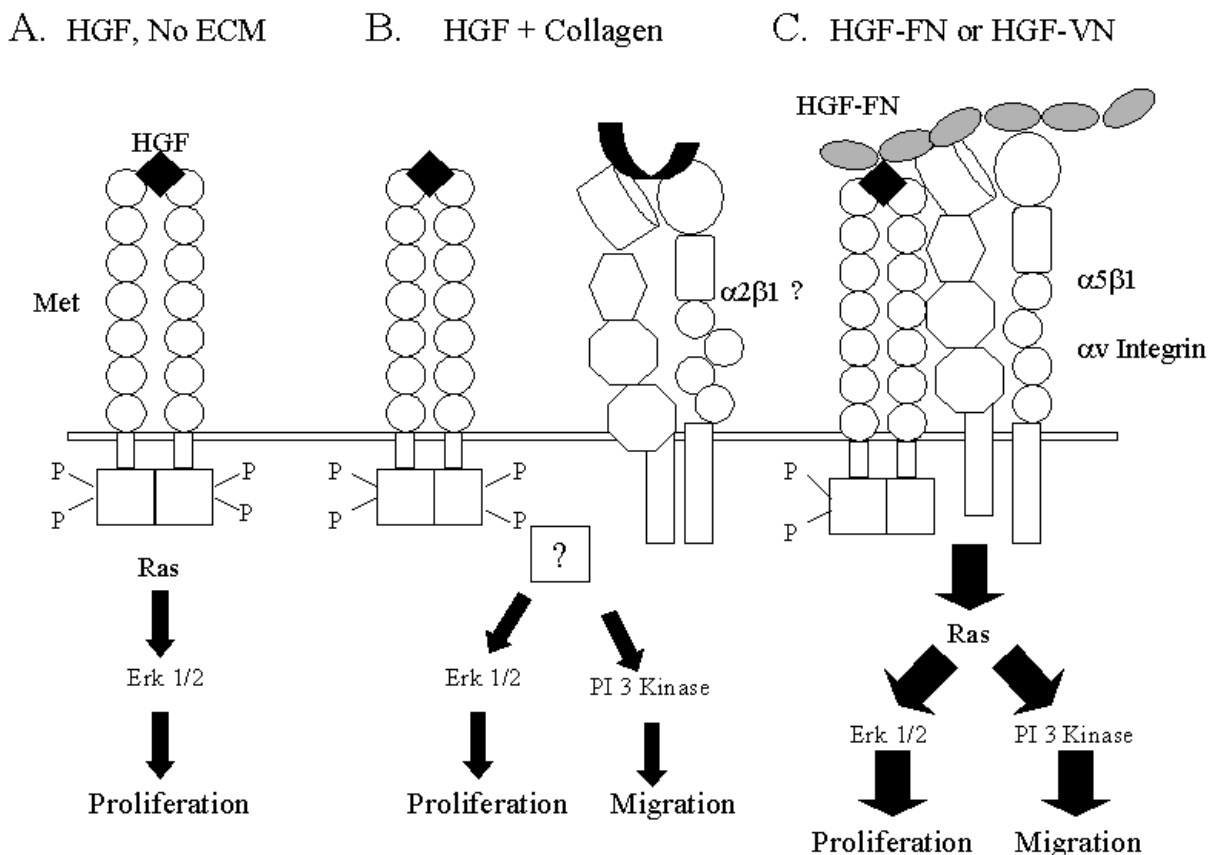 A. HGF, No ECM
HGF
Met
P
P
P
P
Ras
Erk 1/2
Proliferation
B. HGF + Collagen
α2β1 ?
P
P
P
P
?
Erk 1/2
PI 3 Kinase
Proliferation
Migration
C. HGF-FN or HGF-VN
HGF-FN
α5β1
αv Integrin
P
P
Ras
Erk 1/2
PI 3 Kinase
Proliferation
Migration